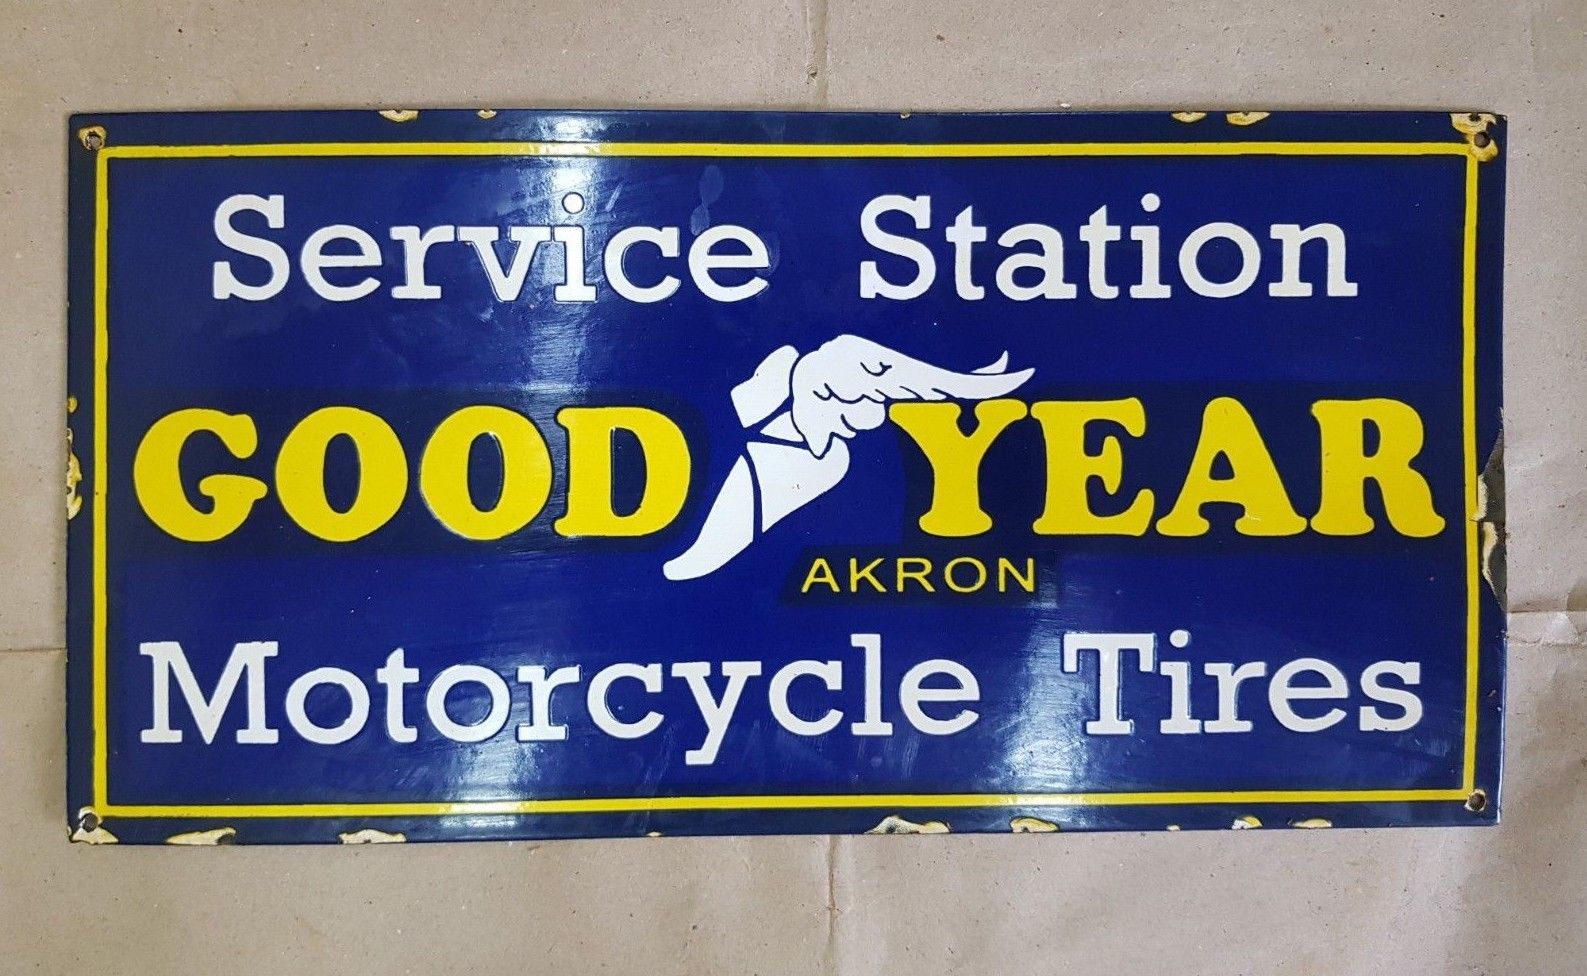 Service Station
GOOD YEAR
AKRON
Motorcycle Tires